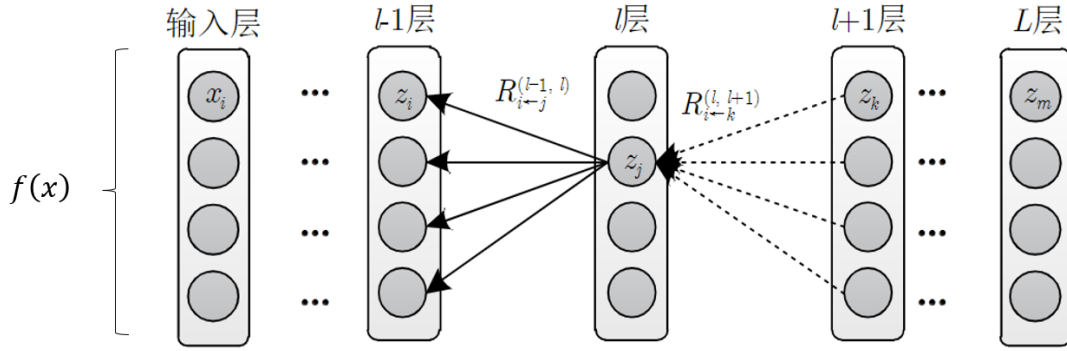 输入层 ... l-1层 l层 l+1层 L层
x_i ... z_i R_{i←j}^{(l-1, l)} R_{i←k}^{(l, l+1)} z_k ... z_m
... z_j ...
f(x)
... ...
... ...